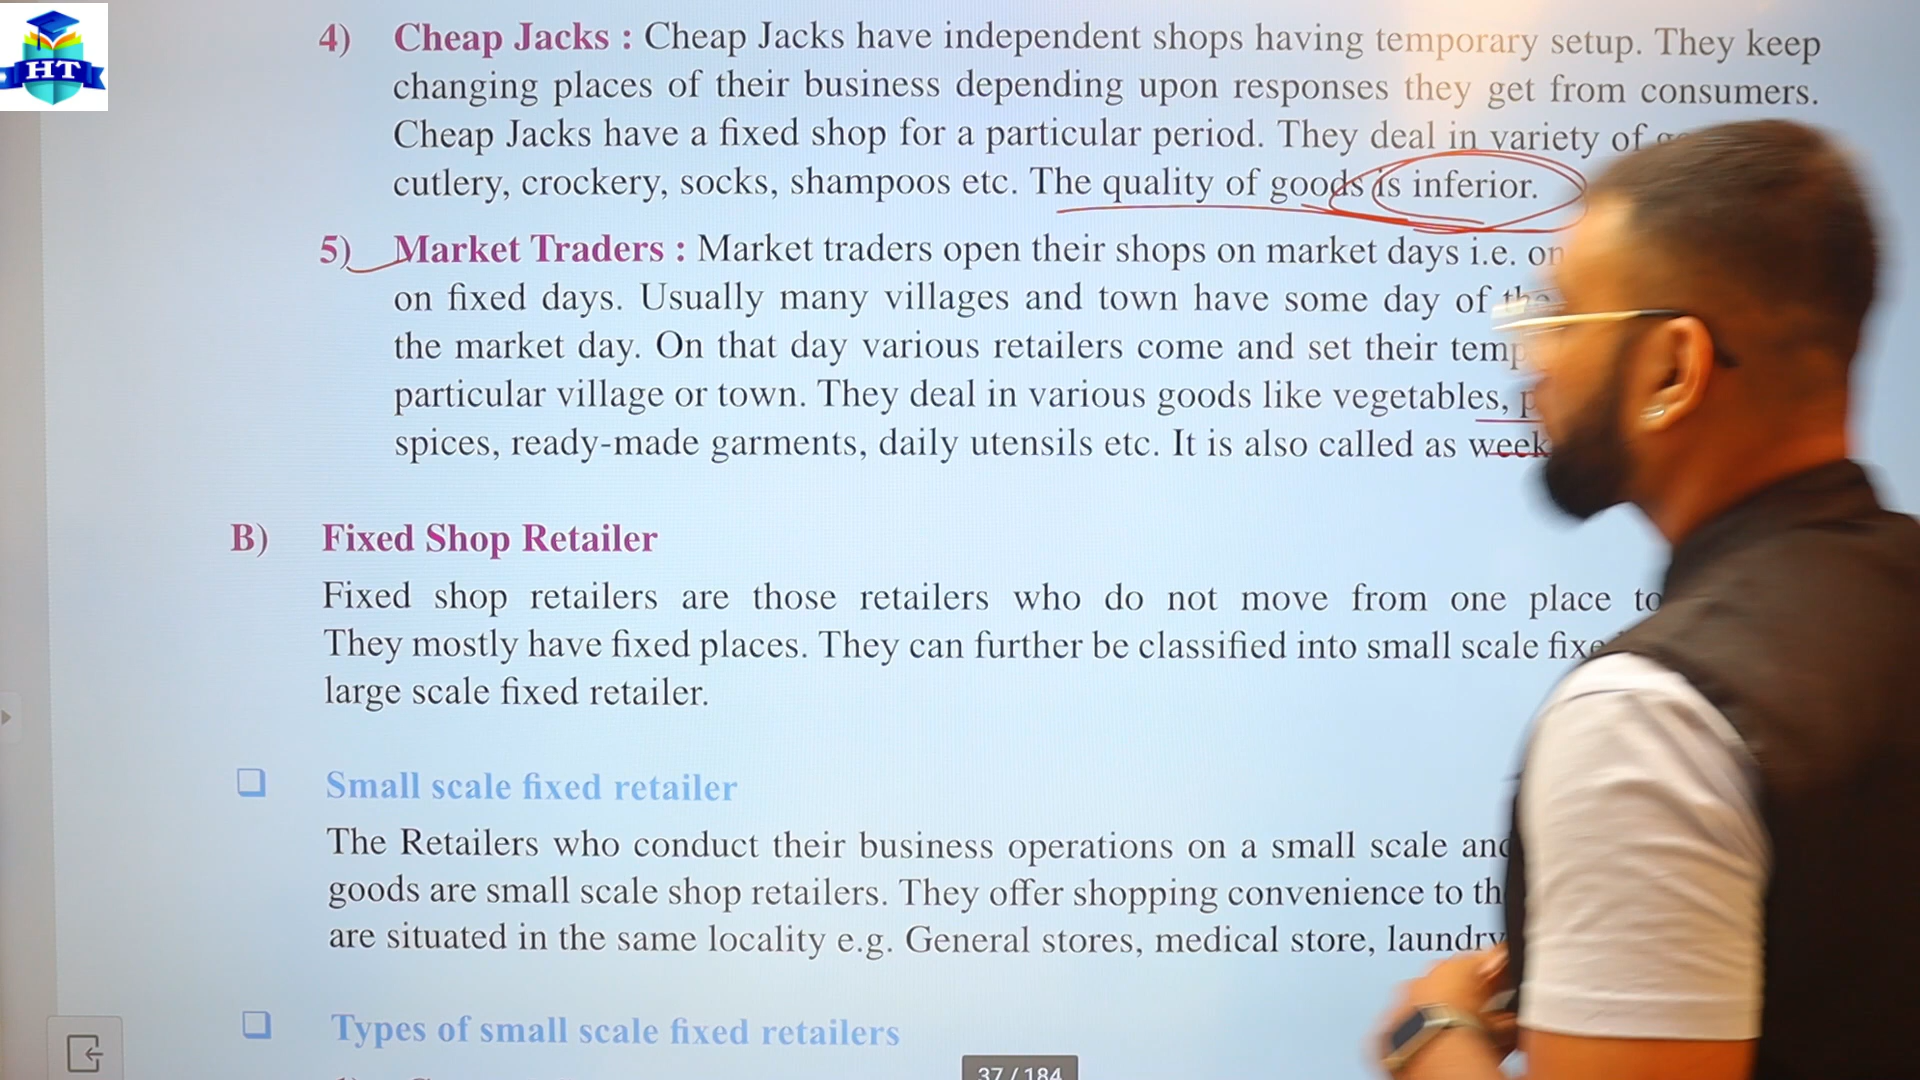 HT
4) Cheap Jacks : Cheap Jacks have independent shops having temporary setup. They keep
changing places of their business depending upon responses they get from consumers.
Cheap Jacks have a fixed shop for a particular period. They deal in variety of
cutlery, crockery, socks, shampoos etc. The quality of goods is inferior.
5) Market Traders : Market traders open their shops on market days i.e. on
on fixed days. Usually many villages and town have some day of the
the market day. On that day various retailers come and set their
particular village or town. They deal in various goods like vegetables,
spices, ready-made garments, daily utensils etc. It is also called as
B) Fixed Shop Retailer
Fixed shop retailers are those retailers who do not move from one place to
They mostly have fixed places. They can further be classified into small scale
large scale fixed retailer.
Small scale fixed retailer
The Retailers who conduct their business operations on a small scale and
goods are small scale shop retailers. They offer shopping convenience to
are situated in the same locality e.g. General stores, medical store, laundry
Types of small scale fixed retailers
37 / 184